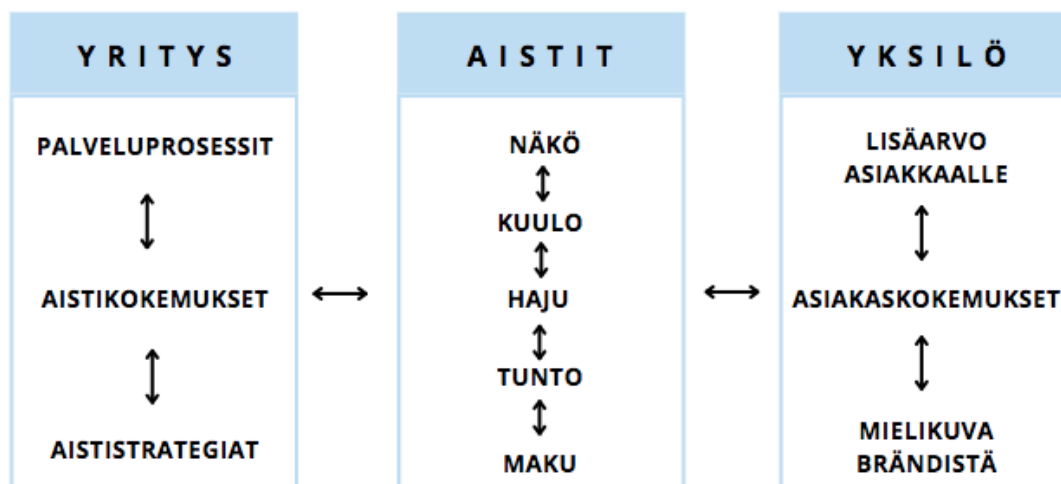 YRITYS
PALVELUPROSESSIT
AISTIKOKEMUKSET
AISTISTRATEGIAT
AISTIT
NÄKÖ
KUULO
HAJU
TUNTO
MAKU
YKSILÖ
LISÄARVO
ASIAKKAALLE
ASIAKASKOKEMUKSET
MIELIKUVA
BRÄNDISTÄ